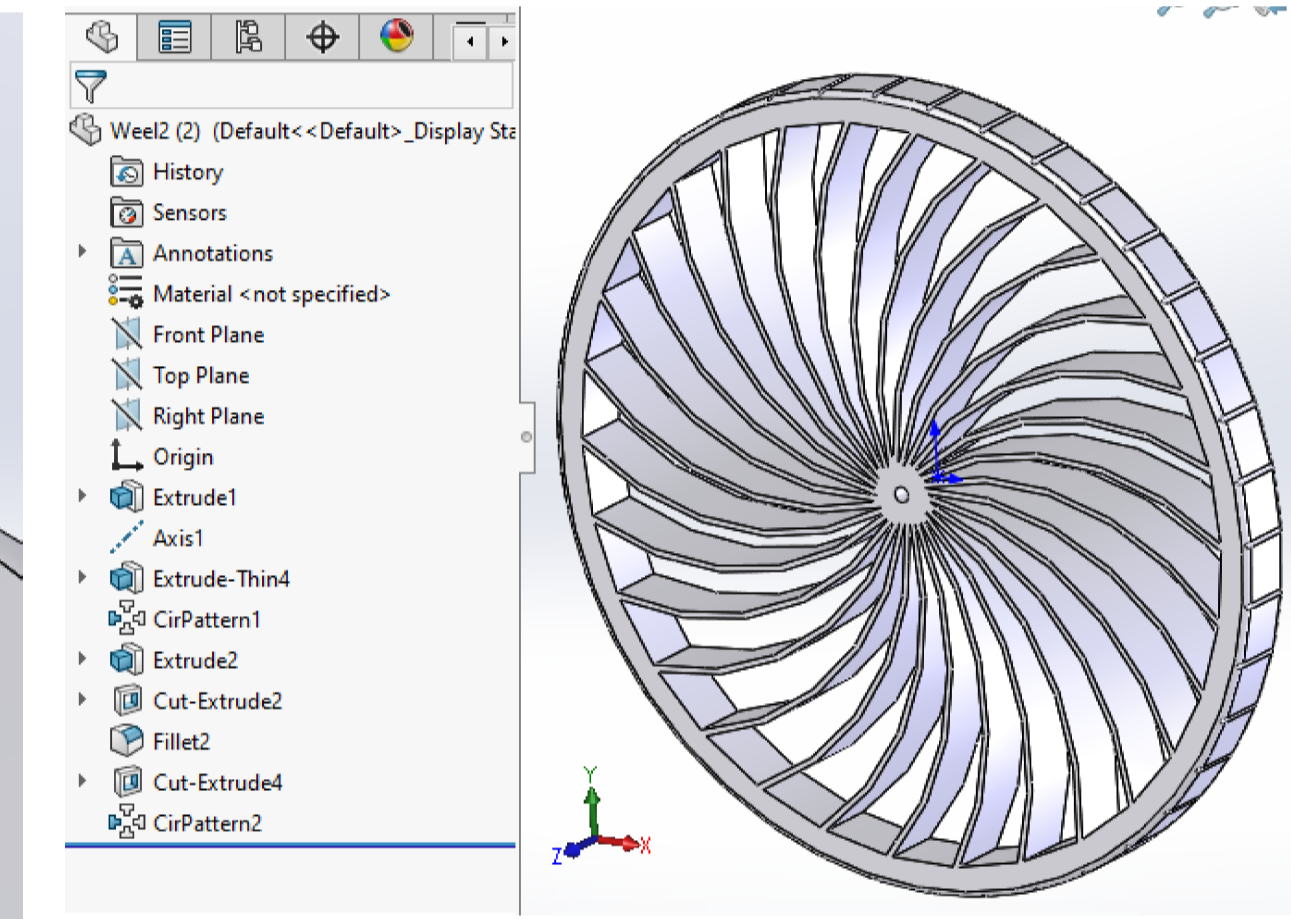 Weel2 (2) (Default<<Default>_Display Sta
History
Sensors
A Annotations
Material <not specified>
Front Plane
Top Plane
Right Plane
Origin
Extrude1
Axis1
Extrude-Thin4
CirPattern1
Extrude2
Cut-Extrude2
Fillet2
Cut-Extrude4
CirPattern2
Y
Z X